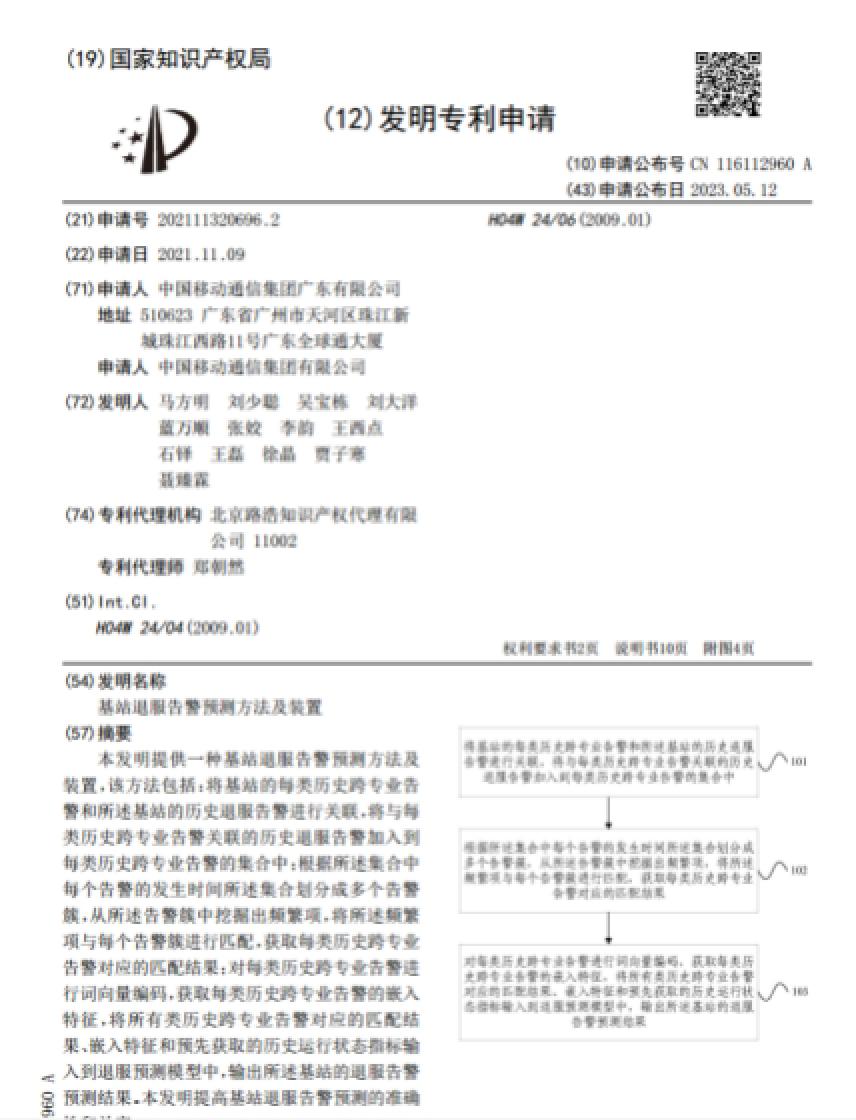 (19)国家知识产权局
(12)发明专利申请
(10)申请公布号 CN 116112960 A
(43)申请公布日 2023.05.12
(21)申请号 202111320696.2
(22)申请日 2021.11.09
(71)申请人 中国移动通信集团广东有限公司
地址 510623 广东省广州市天河区珠江新
城珠江西路11号广东全球通大厦
申请人 中国移动通信集团有限公司
(72)发明人 马方明 刘少聪 吴宝栋 刘大洋
蓝万顺 张姣 李韵 王西点
石铎 王磊 徐晶 贾子寒
聂臻霖
(74)专利代理机构 北京路浩知识产权代理有限
公司 11002
专利代理师 郑朝然
(51)Int.Cl.
H04W 24/04(2009.01)
H04W 24/06(2009.01)
权利要求书2页 说明书10页 附图4页
(54)发明名称
基站退服告警预测方法及装置
(57)摘要
本发明提供一种基站退服告警预测方法及
装置,该方法包括:将基站的每类历史跨专业告
警和所述基站的历史退服告警进行关联,将与每
类历史跨专业告警关联的历史退服告警加入到
每类历史跨专业告警的集合中;根据所述集合中
每个告警的发生时间所述集合划分成多个告警
簇,从所述告警簇中挖掘出频繁项,将所述频繁
项与每个告警簇进行匹配,获取每类历史跨专业
告警对应的匹配结果;对每类历史跨专业告警进
行词向量编码,获取每类历史跨专业告警的嵌入
特征,将所有类历史跨专业告警对应的匹配结
果、嵌入特征和预先获取的历史运行状态指标输
入到退服预测模型中,输出所述基站的退服告警
预测结果。本发明提高基站退服告警预测的准确
将基站的每类历史跨专业告警和所述基站的历史退服
告警进行关联，将与每类历史跨专业告警关联的历史
退服告警加入到每类历史跨专业告警的集合中
101
根据所述集合中每个告警的发生时间所述集合划分成
多个告警簇，从所述告警簇中挖掘出频繁项，将所述
频繁项与每个告警簇进行匹配，获取每类历史跨专业
告警对应的匹配结果
102
对每类历史跨专业告警进行词向量编码，获取每类历
史跨专业告警的嵌入特征，将所有类历史跨专业告警
对应的匹配结果、嵌入特征和预先获取的历史运行状
态指标输入到退服预测模型中，输出所述基站的退服
告警预测结果
103
960 A